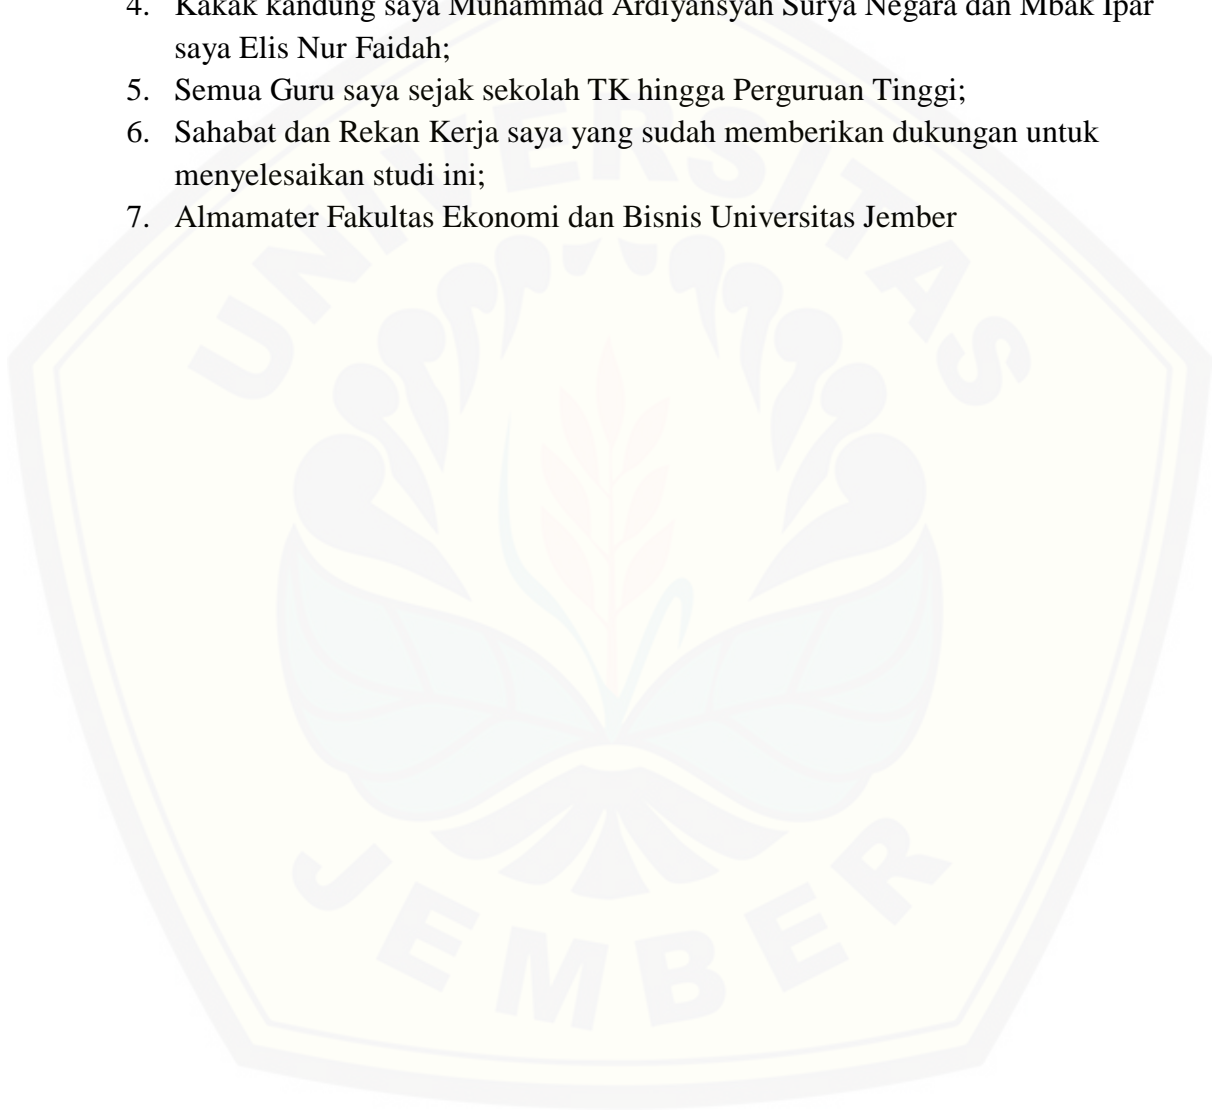 4. Kakak kandung saya Muhammad Ardiyansyah Surya Negara dan Mbak Ipar
saya Elis Nur Faidah;
5. Semua Guru saya sejak sekolah TK hingga Perguruan Tinggi;
6. Sahabat dan Rekan Kerja saya yang sudah memberikan dukungan untuk
menyelesaikan studi ini;
7. Almamater Fakultas Ekonomi dan Bisnis Universitas Jember
UNIVERSITAS
JEMBER